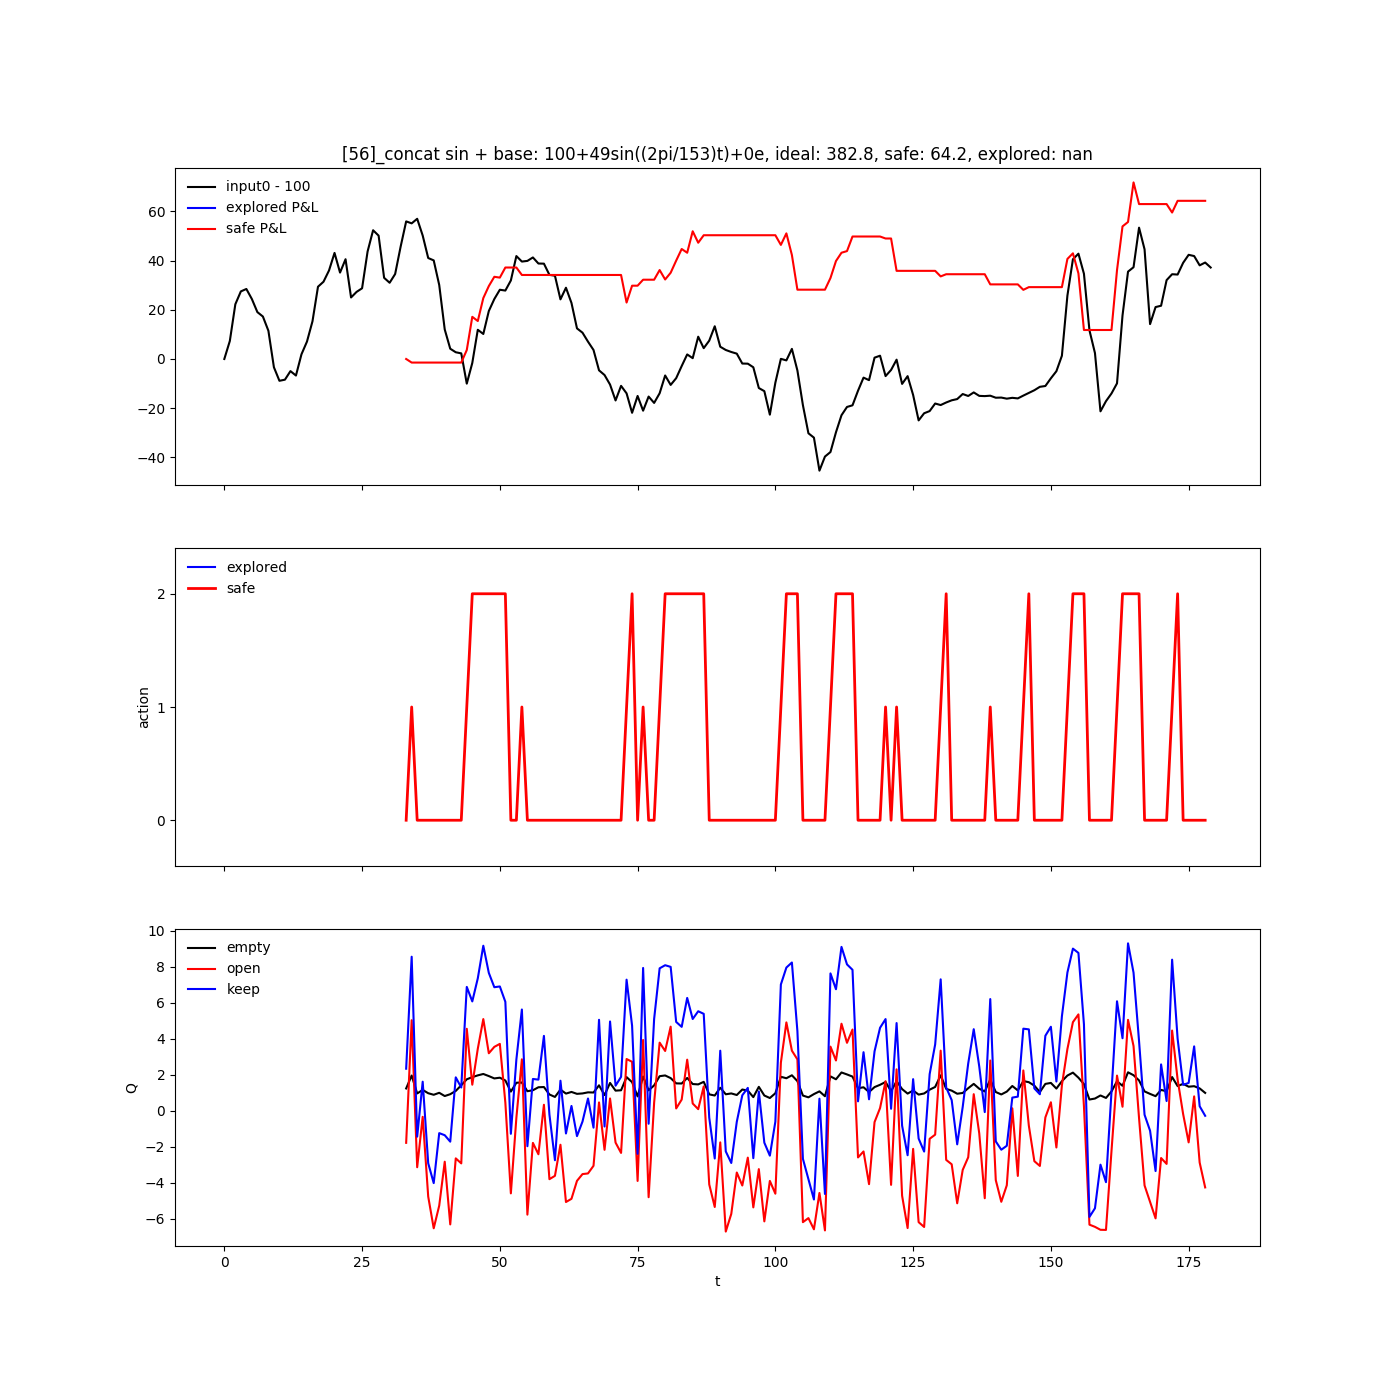 [56]_concat sin + base: 100+49sin((2pi/153)t)+0e, ideal: 382.8, safe: 64.2, explored: nan
input0 - 100
explored P&L
safe P&L
60
40
20
0
−20
−40
explored
safe
2
1
0
action
empty
open
keep
10
8
6
4
2
0
−2
−4
−6
Q
0
25
50
75
100
125
150
175
t